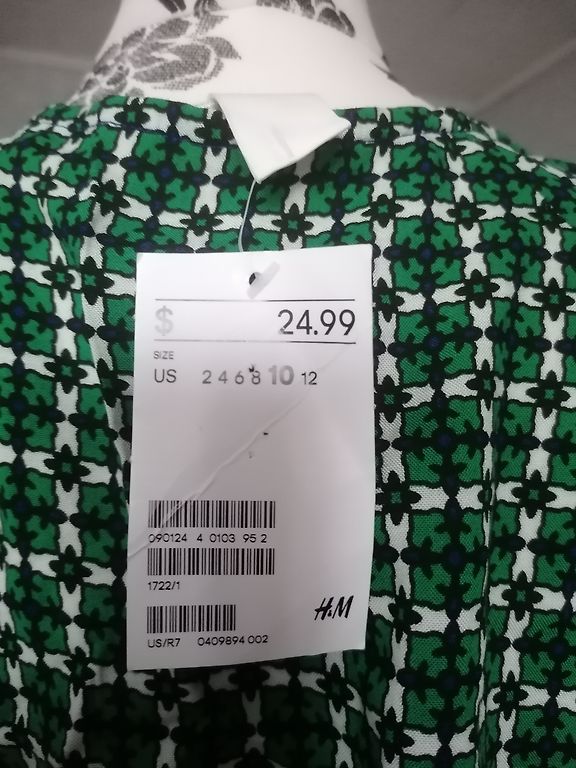 $ 24.99
SIZE
US 2 4 6 8 10 12
090124 4 0103 95 2
1722/1
H&M
US/R7 0409894 002